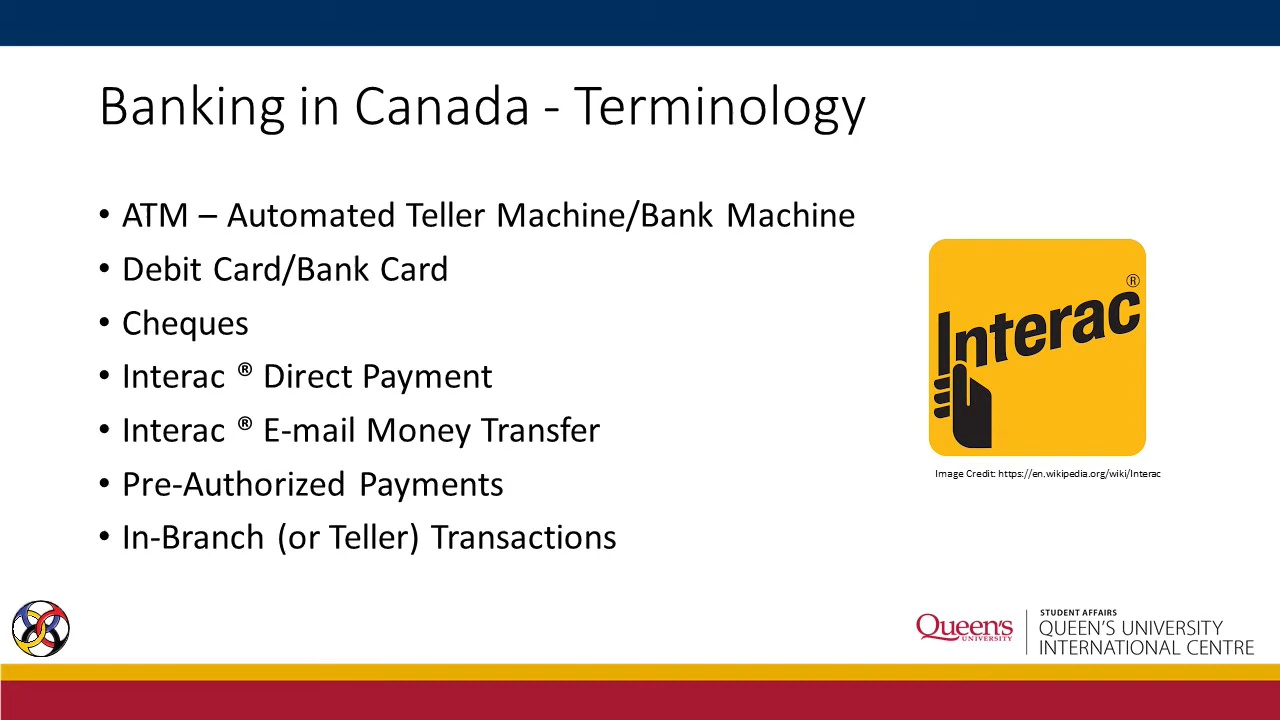 Banking in Canada - Terminology
• ATM – Automated Teller Machine/Bank Machine
• Debit Card/Bank Card
• Cheques
• Interac ® Direct Payment
• Interac ® E-mail Money Transfer
• Pre-Authorized Payments
• In-Branch (or Teller) Transactions
Interac®
Image Credit: https://en.wikipedia.org/wiki/Interac
Queen's
UNIVERSITY
STUDENT AFFAIRS
QUEEN'S UNIVERSITY
INTERNATIONAL CENTRE